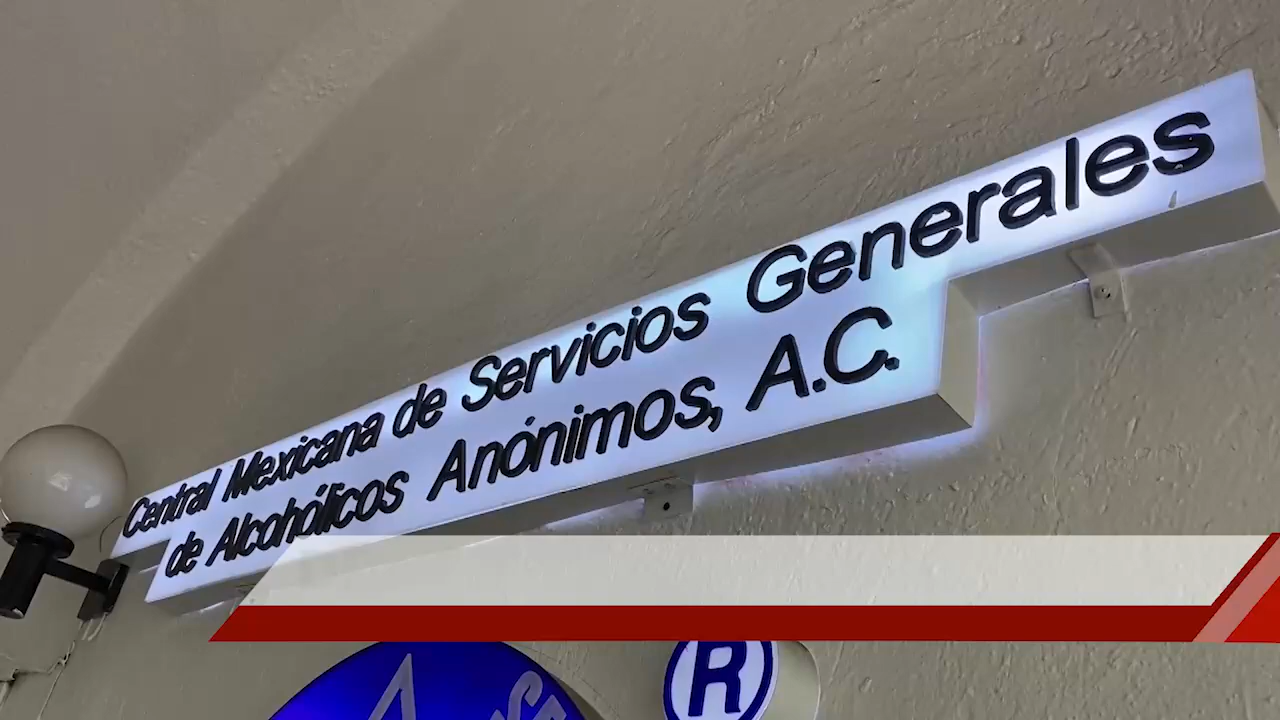 Central Mexicana de Servicios Generales
de Alcohólicos Anónimos, A.C.
R